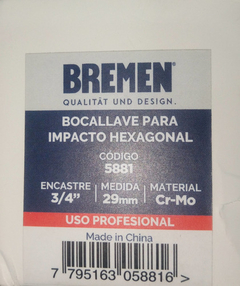 BREMEN®
QUALITÄT UND DESIGN.
BOCALLAVE PARA
IMPACTO HEXAGONAL
CÓDIGO
5881
ENCASTRE | MEDIDA | MATERIAL
3/4" | 29mm | Cr-Mo
USO PROFESIONAL
Made in China
7 795163 058816 >